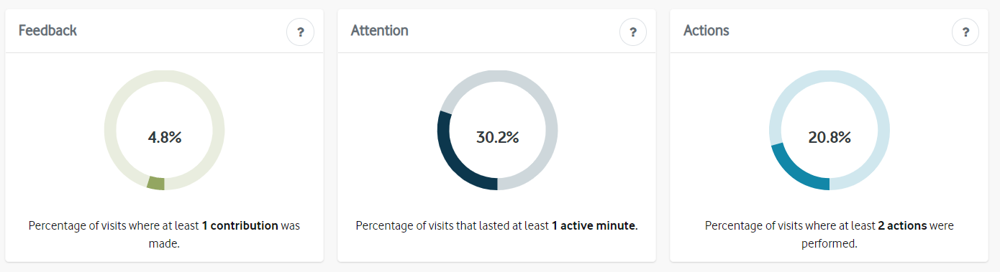 Feedback
?
4.8%
Percentage of visits where at least 1 contribution was
made.
Attention
?
30.2%
Percentage of visits that lasted at least 1 active minute.
Actions
?
20.8%
Percentage of visits where at least 2 actions were
performed.